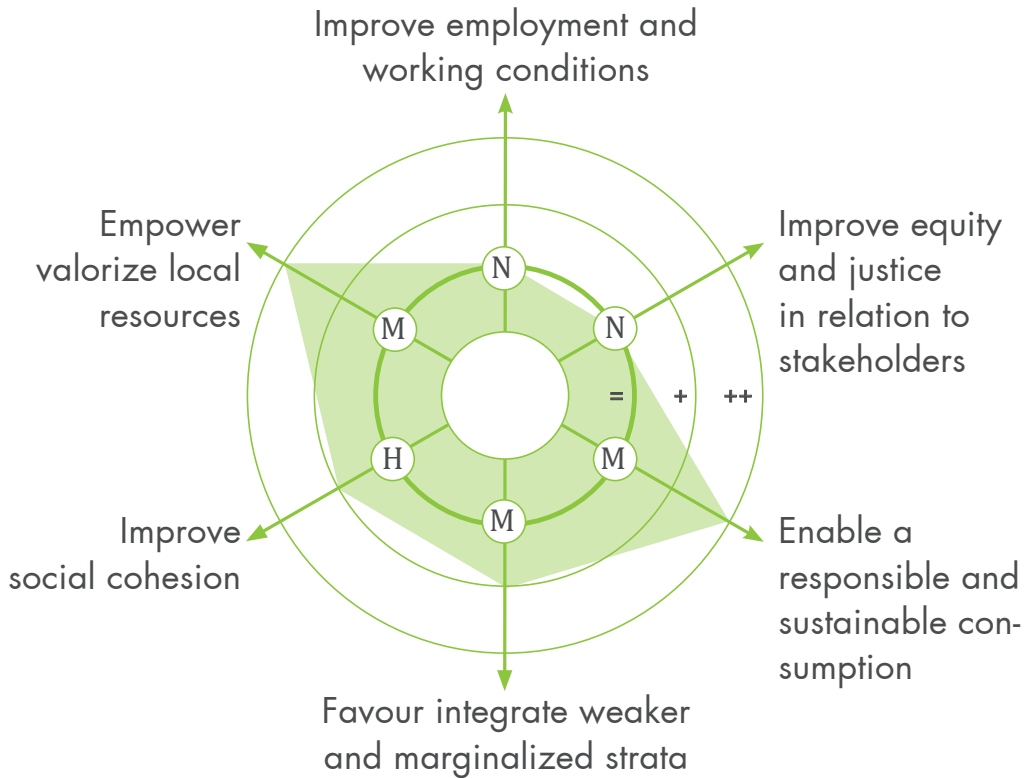 Improve employment and
working conditions
Empower
valorize local
resources
Improve equity
and justice
in relation to
stakeholders
N
M
N
= + ++
H
M
M
Improve
social cohesion
Enable a
responsible and
sustainable con-
sumption
Favour integrate weaker
and marginalized strata